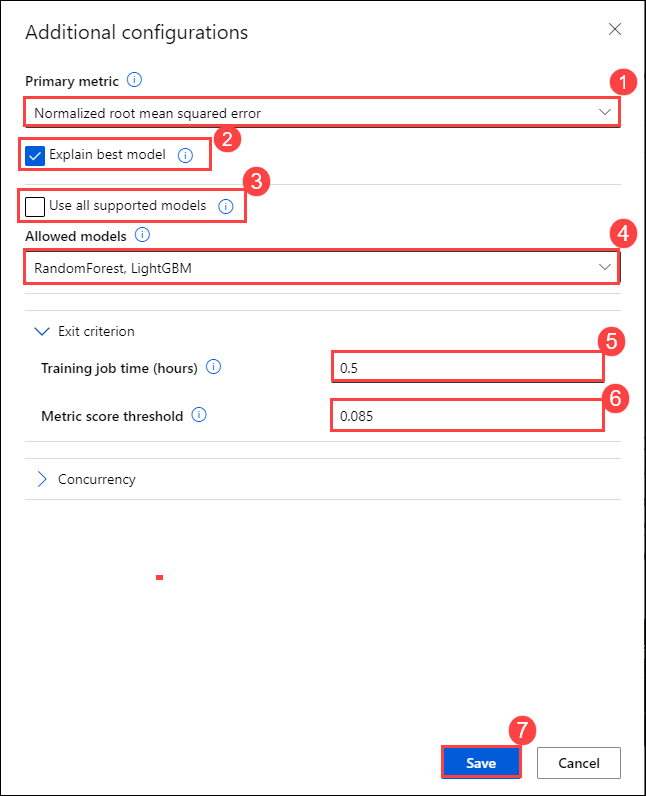 Additional configurations
Primary metric
1
Normalized root mean squared error
2
Explain best model
3
Use all supported models
Allowed models
4
RandomForest, LightGBM
Exit criterion
5
Training job time (hours)
0.5
6
Metric score threshold
0.085
Concurrency
7
Save
Cancel